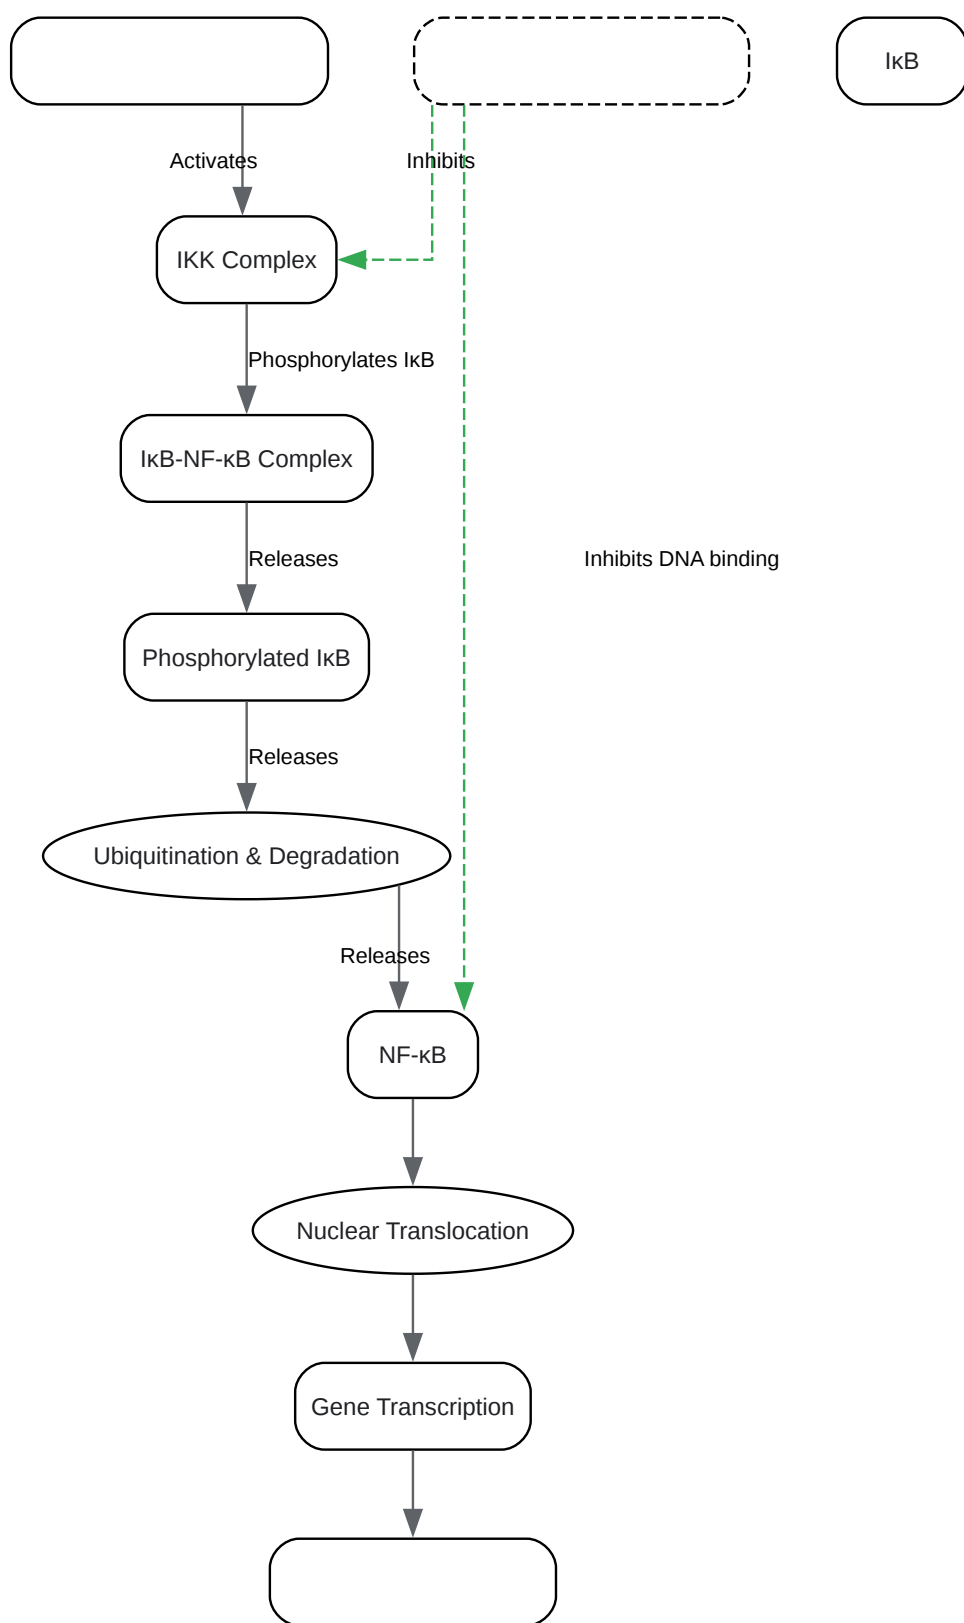 IκB
Activates
Inhibits
IKK Complex
Phosphorylates IκB
IκB-NF-κB Complex
Releases
Inhibits DNA binding
Phosphorylated IκB
Releases
Ubiquitination & Degradation
Releases
NF-κB
Nuclear Translocation
Gene Transcription